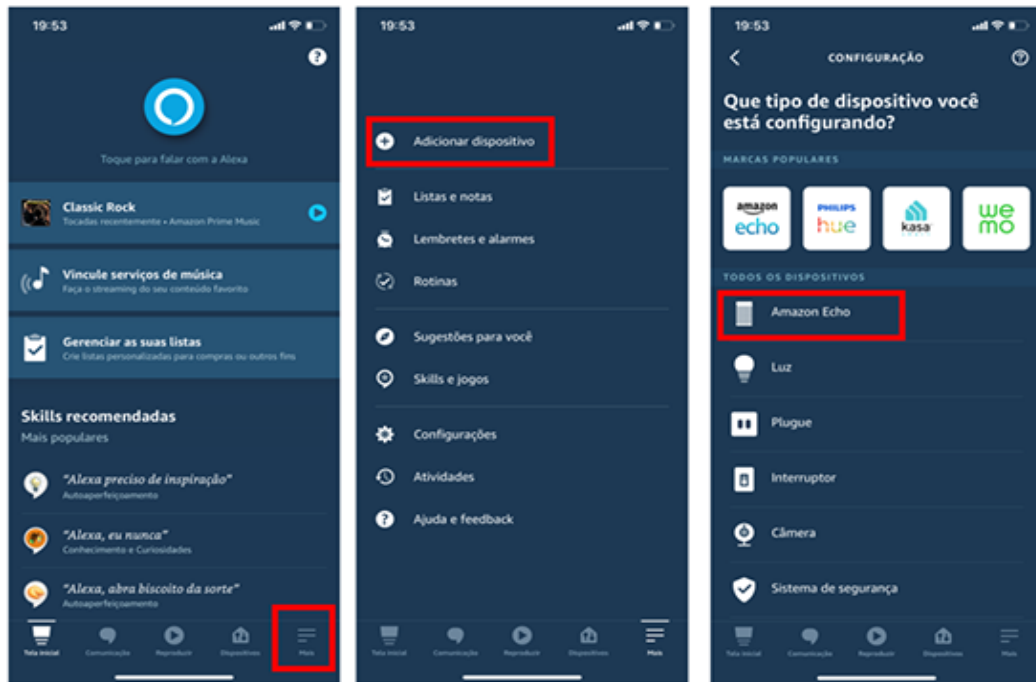 19:53
Toque para falar com a Alexa
Classic Rock
Tocadas recentemente • Amazon Prime Music
Vincule serviços de música
Faça o streaming do seu conteúdo favorito
Gerenciar as suas listas
Crie listas personalizadas para compras ou outros fins
Skills recomendadas
Mais populares
"Alexa preciso de inspiração"
Autoaperfeiçoamento
"Alexa, eu nunca"
Conhecimento e Curiosidades
"Alexa, abra biscoito da sorte"
Autoaperfeiçoamento
Tela inicial Comunicação Reproduzir Dispositivos Mais
19:53
Adicionar dispositivo
Listas e notas
Lembretes e alarmes
Rotinas
Sugestões para você
Skills e jogos
Configurações
Atividades
Ajuda e feedback
Tela inicial Comunicação Reproduzir Dispositivos Mais
19:53
CONFIGURAÇÃO
Que tipo de dispositivo você
está configurando?
MARCAS POPULARES
amazon
echo
PHILIPS
hue
kasa
we
mo
TODOS OS DISPOSITIVOS
Amazon Echo
Luz
Plugue
Interruptor
Câmera
Sistema de segurança
Tela inicial Comunicação Reproduzir Dispositivos Mais